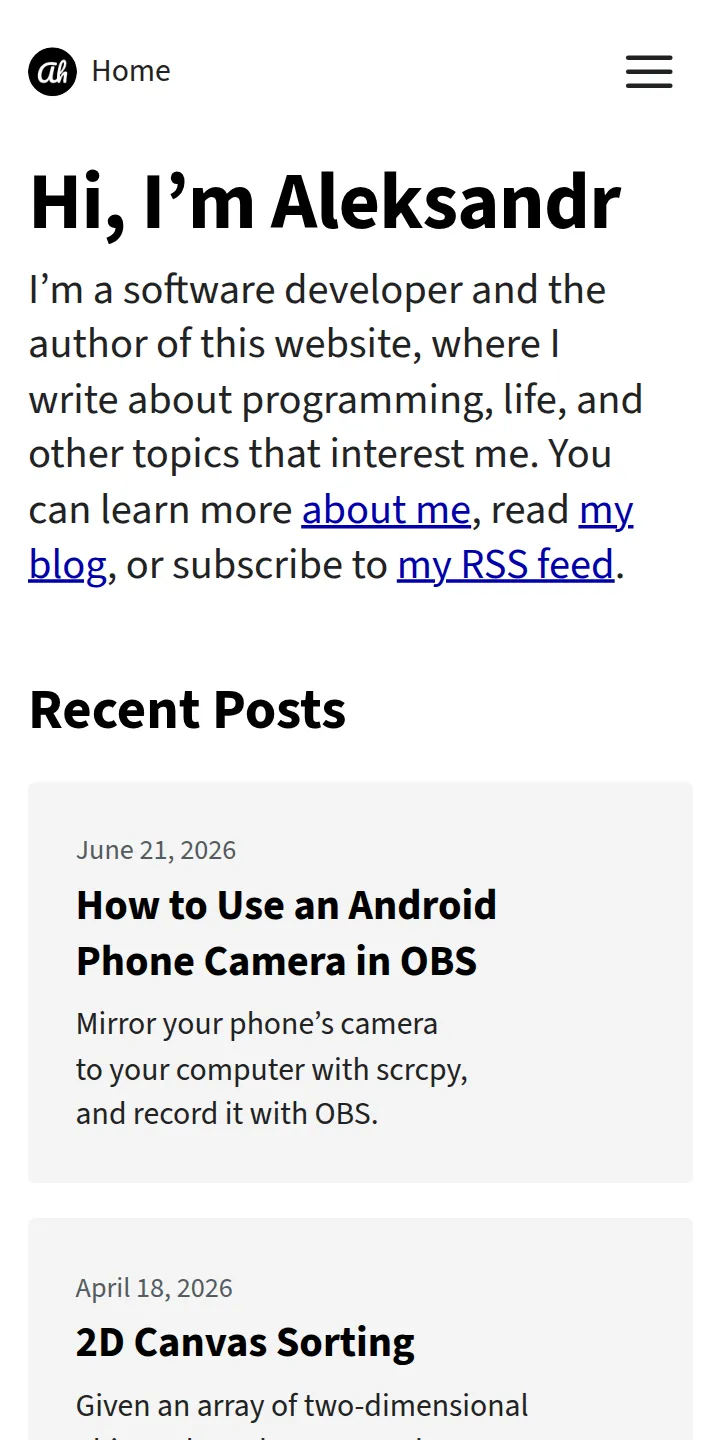 Ah Home
Hi, I’m Aleksandr
I’m a software developer and the
author of this website, where I
write about programming, life, and
other topics that interest me. You
can learn more about me, read my
blog, or subscribe to my RSS feed.
Recent Posts
June 21, 2026
How to Use an Android
Phone Camera in OBS
Mirror your phone’s camera
to your computer with scrcpy,
and record it with OBS.
April 18, 2026
2D Canvas Sorting
Given an array of two-dimensional